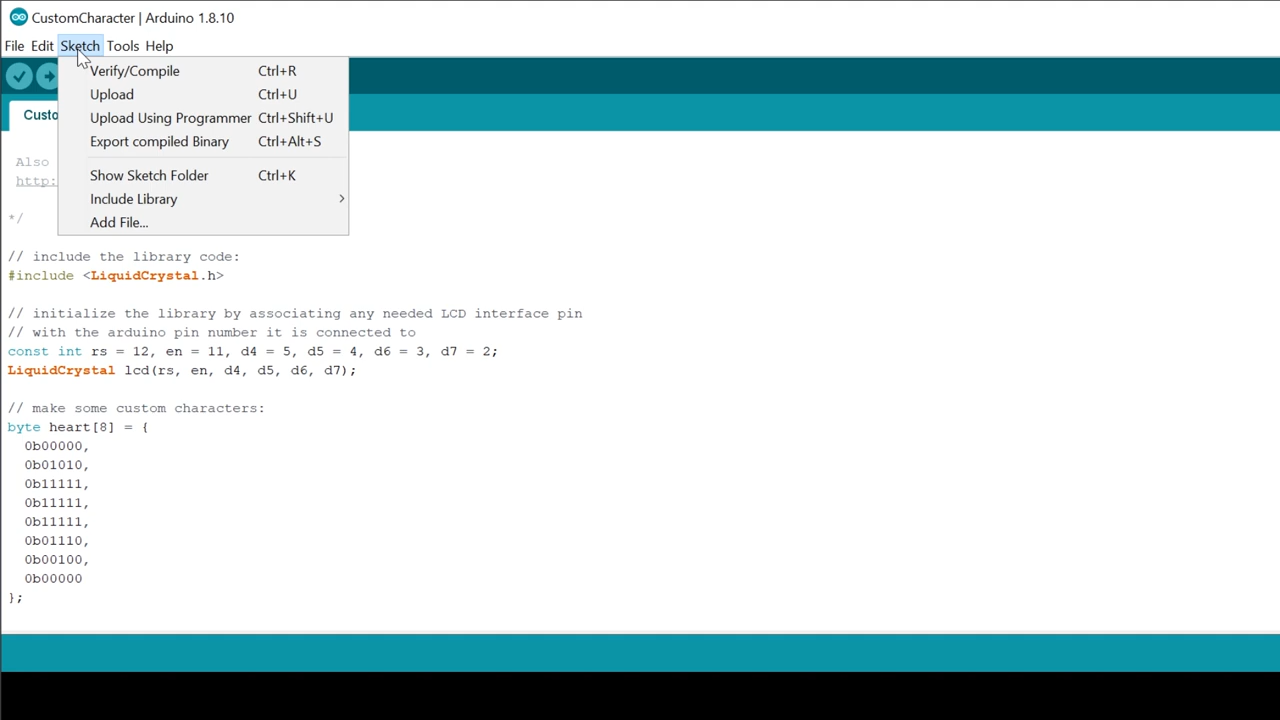 CustomCharacter | Arduino 1.8.10
File Edit Sketch Tools Help
Verify/Compile Ctrl+R
Upload Ctrl+U
Upload Using Programmer Ctrl+Shift+U
Export compiled Binary Ctrl+Alt+S
Show Sketch Folder Ctrl+K
Include Library
Add File...
Custo
Also
http:
*/
// include the library code:
#include <LiquidCrystal.h>
// initialize the library by associating any needed LCD interface pin
// with the arduino pin number it is connected to
const int rs = 12, en = 11, d4 = 5, d5 = 4, d6 = 3, d7 = 2;
LiquidCrystal lcd(rs, en, d4, d5, d6, d7);
// make some custom characters:
byte heart[8] = {
0b00000,
0b01010,
0b11111,
0b11111,
0b11111,
0b01110,
0b00100,
0b00000
};